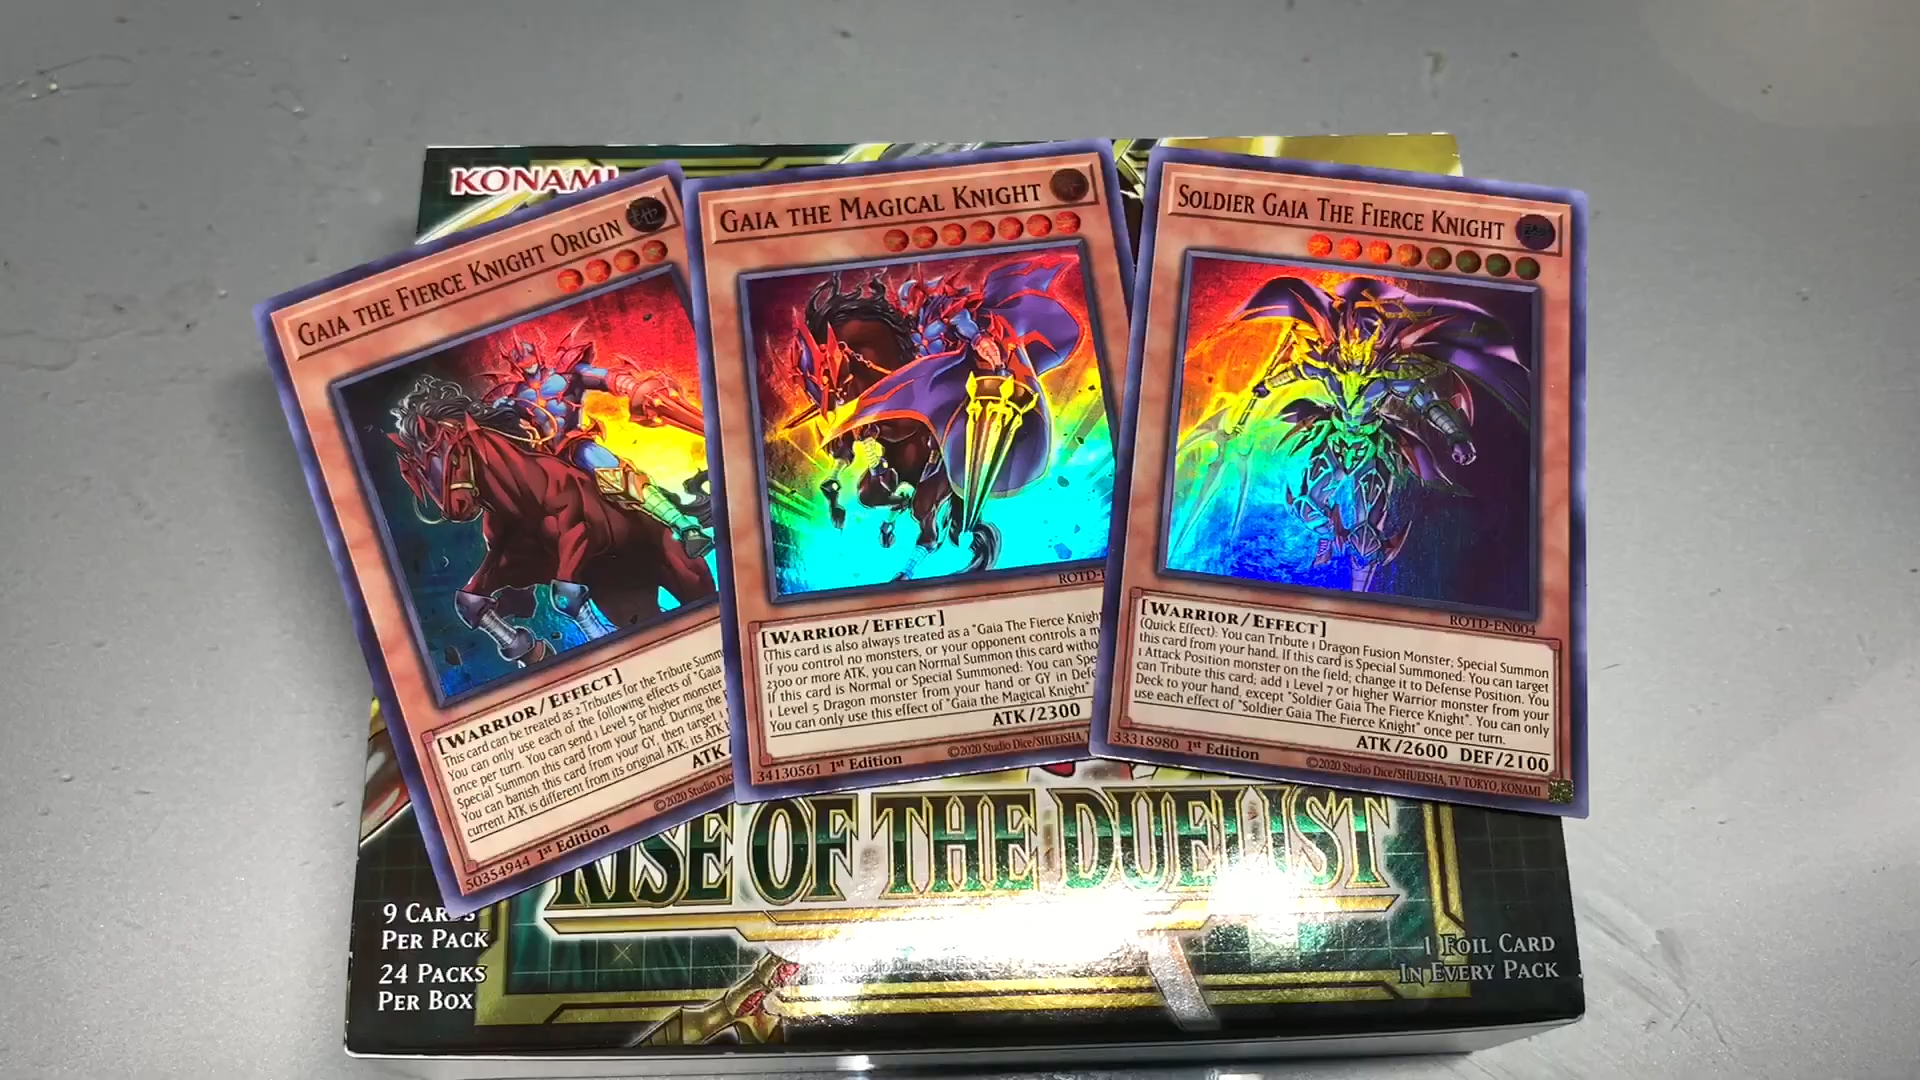 KONAMI
GAIA THE FIERCE KNIGHT ORIGIN
[WARRIOR/EFFECT]
This card can be treated as 2 Tributes for the Tribute Summ
You can only use each of the following effects of "Gaia
once per turn. You can send 1 Level 5 or higher monster
Special Summon this card from your hand. During the
You can banish this card from your GY, then target 1
current ATK is different from its original ATK; its ATK
ATK/
©2020 Studio Dice
50354944 1st Edition
GAIA THE MAGICAL KNIGHT
ROTD-
[WARRIOR/EFFECT]
(This card is also always treated as a "Gaia The Fierce Knigh
If you control no monsters, or your opponent controls a m
2300 or more ATK, you can Normal Summon this card witho
If this card is Normal or Special Summoned: You can Spe
1 Level 5 Dragon monster from your hand or GY in Defe
You can only use this effect of "Gaia the Magical Knight"
ATK/2300
©2020 Studio Dice/SHUEISHA,
34130561 1st Edition
SOLDIER GAIA THE FIERCE KNIGHT
ROTD-EN004
[WARRIOR/EFFECT]
(Quick Effect): You can Tribute 1 Dragon Fusion Monster; Special Summon
this card from your hand. If this card is Special Summoned: You can target
1 Attack Position monster on the field; change it to Defense Position. You
can Tribute this card; add 1 Level 7 or higher Warrior monster from your
Deck to your hand, except "Soldier Gaia The Fierce Knight". You can only
use each effect of "Soldier Gaia The Fierce Knight" once per turn.
ATK/2600 DEF/2100
33318980 1st Edition
©2020 Studio Dice/SHUEISHA, TV TOKYO, KONAMI
RISE OF THE DUELIST
9 CARDS
PER PACK
24 PACKS
PER BOX
1 FOIL CARD
IN EVERY PACK